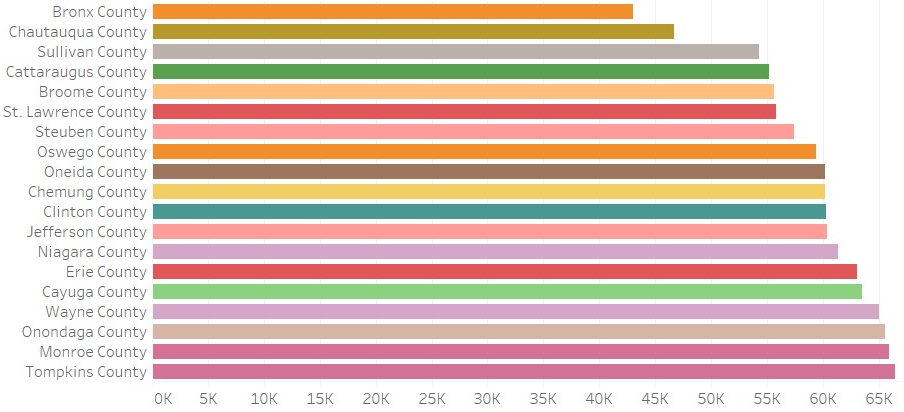 Bronx County
Chautauqua County
Sullivan County
Cattaraugus County
Broome County
St. Lawrence County
Steuben County
Oswego County
Oneida County
Chemung County
Clinton County
Jefferson County
Niagara County
Erie County
Cayuga County
Wayne County
Onondaga County
Monroe County
Tompkins County
0K 5K 10K 15K 20K 25K 30K 35K 40K 45K 50K 55K 60K 65K